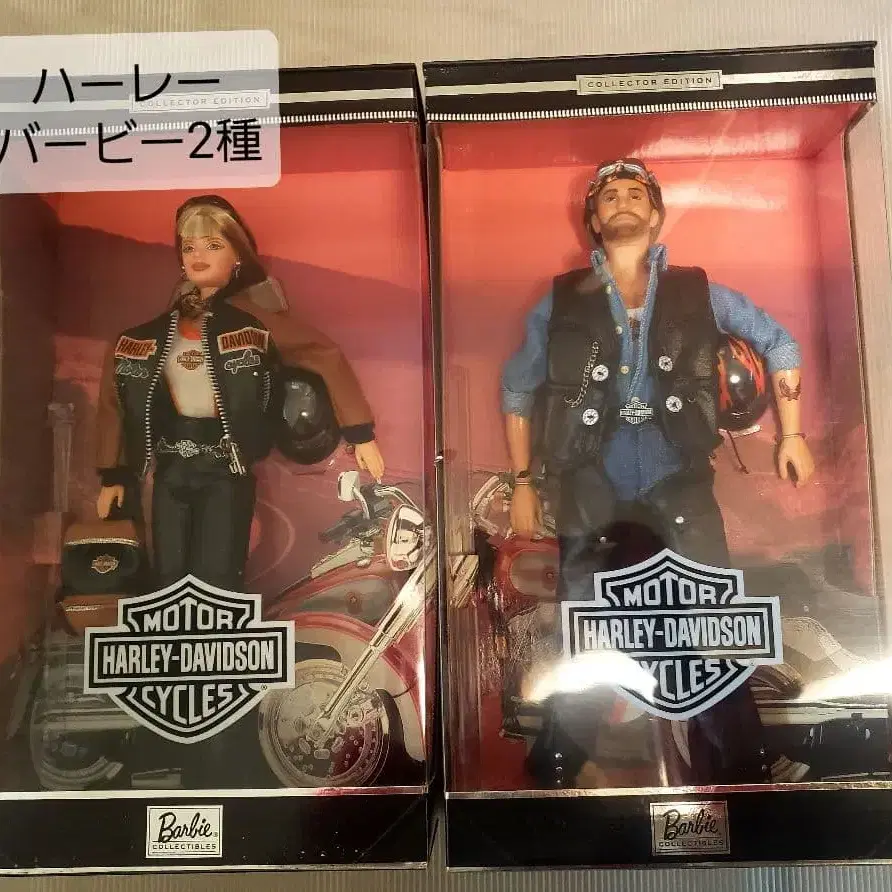 ハーレー
バービー2種
COLLECTOR EDITION
COLLECTOR EDITION
HARLEY-
DAVIDSON
cycles
MOTOR
HARLEY-DAVIDSON
CYCLES
MOTOR
HARLEY-DAVIDSON
CYCLES
Barbie
COLLECTIBLES
Barbie
COLLECTIBLES